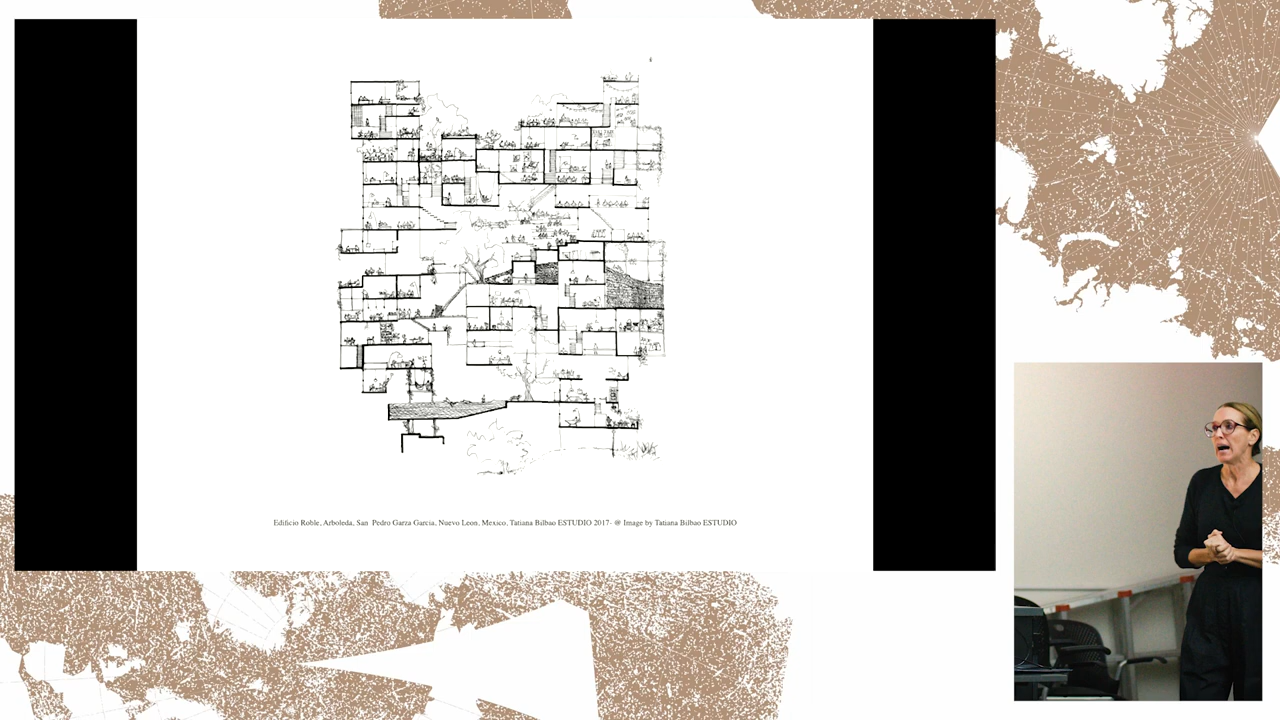 Edificio Roble, Arboleda, San Pedro Garza Garcia, Nuevo Leon, Mexico, Tatiana Bilbao ESTUDIO 2017- @ Image by Tatiana Bilbao ESTUDIO